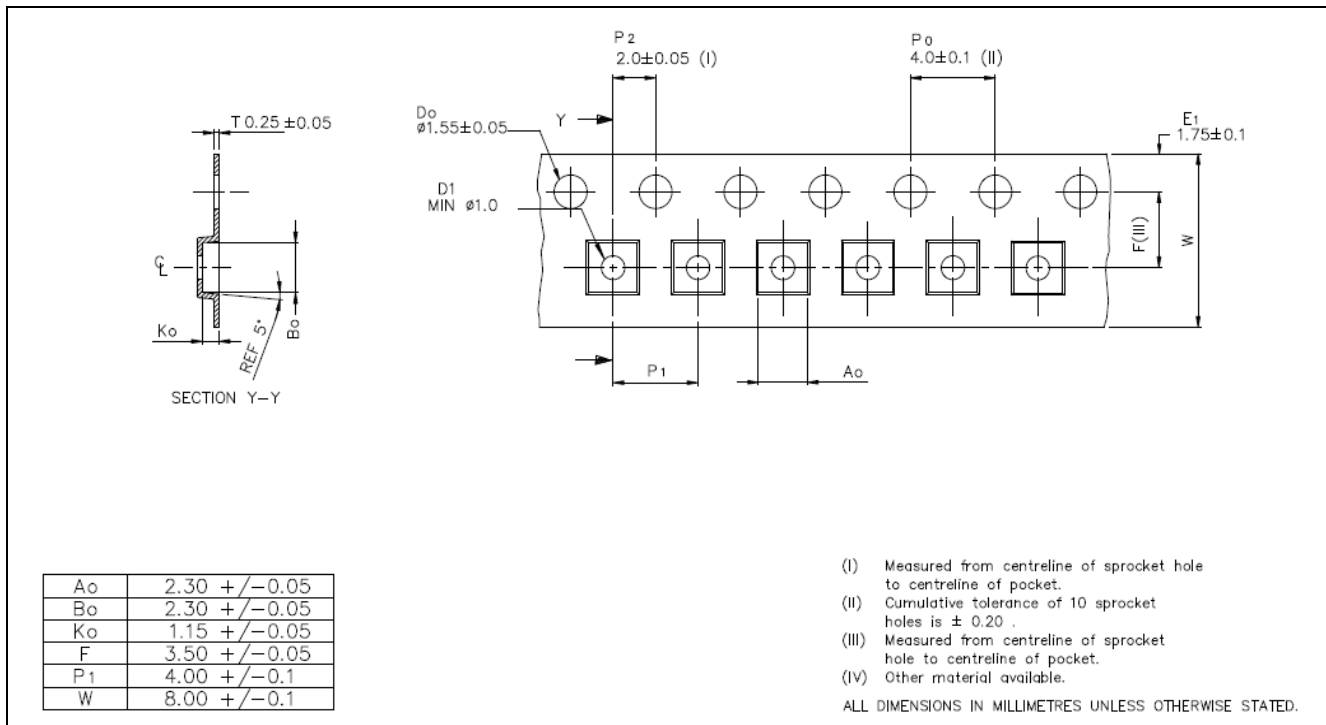 P2
2.0±0.05 (I)
Po
4.0±0.1 (II)
T 0.25 ±0.05
Do
ø1.55±0.05
Y
E1
1.75±0.1
D1
MIN ø1.0
F(III)
W
℄
Ko
REF 5°
Bo
P1
Ao
SECTION Y-Y
Ao 2.30 +/-0.05
Bo 2.30 +/-0.05
Ko 1.15 +/-0.05
F 3.50 +/-0.05
P1 4.00 +/-0.1
W 8.00 +/-0.1
(I) Measured from centreline of sprocket hole
to centreline of pocket.
(II) Cumulative tolerance of 10 sprocket
holes is ± 0.20 .
(III) Measured from centreline of sprocket
hole to centreline of pocket.
(IV) Other material available.
ALL DIMENSIONS IN MILLIMETRES UNLESS OTHERWISE STATED.